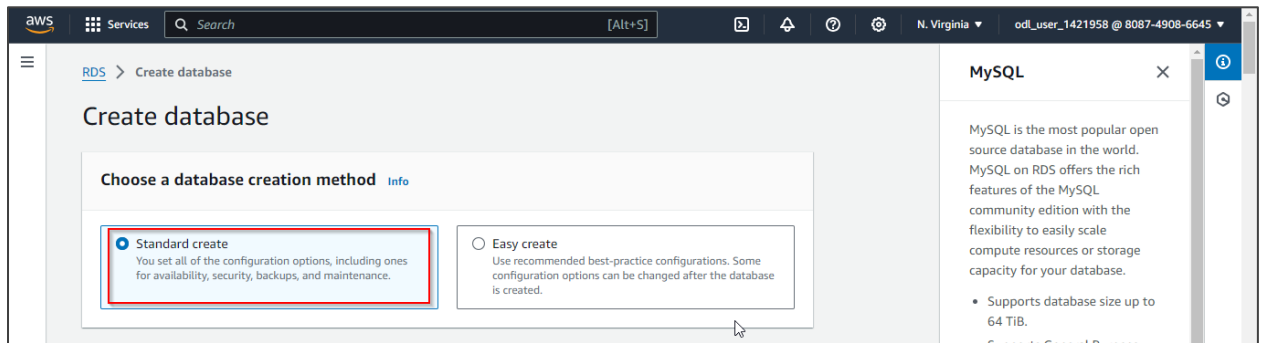 aws Services Search [Alt+S] N. Virginia ▼ odl_user_1421958 @ 8087-4908-6645 ▼
RDS > Create database
Create database
Choose a database creation method Info
Standard create
You set all of the configuration options, including ones
for availability, security, backups, and maintenance.
Easy create
Use recommended best-practice configurations. Some
configuration options can be changed after the database
is created.
MySQL
MySQL is the most popular open
source database in the world.
MySQL on RDS offers the rich
features of the MySQL
community edition with the
flexibility to easily scale
compute resources or storage
capacity for your database.
• Supports database size up to
64 TiB.